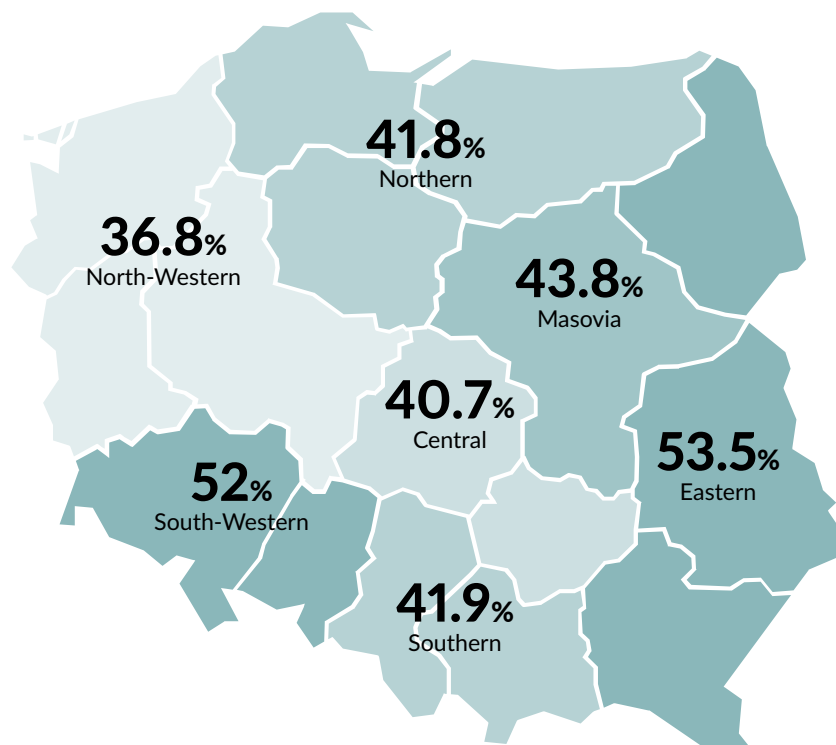 41.8%
Northern
36.8%
North-Western
43.8%
Masovia
40.7%
Central
53.5%
Eastern
52%
South-Western
41.9%
Southern